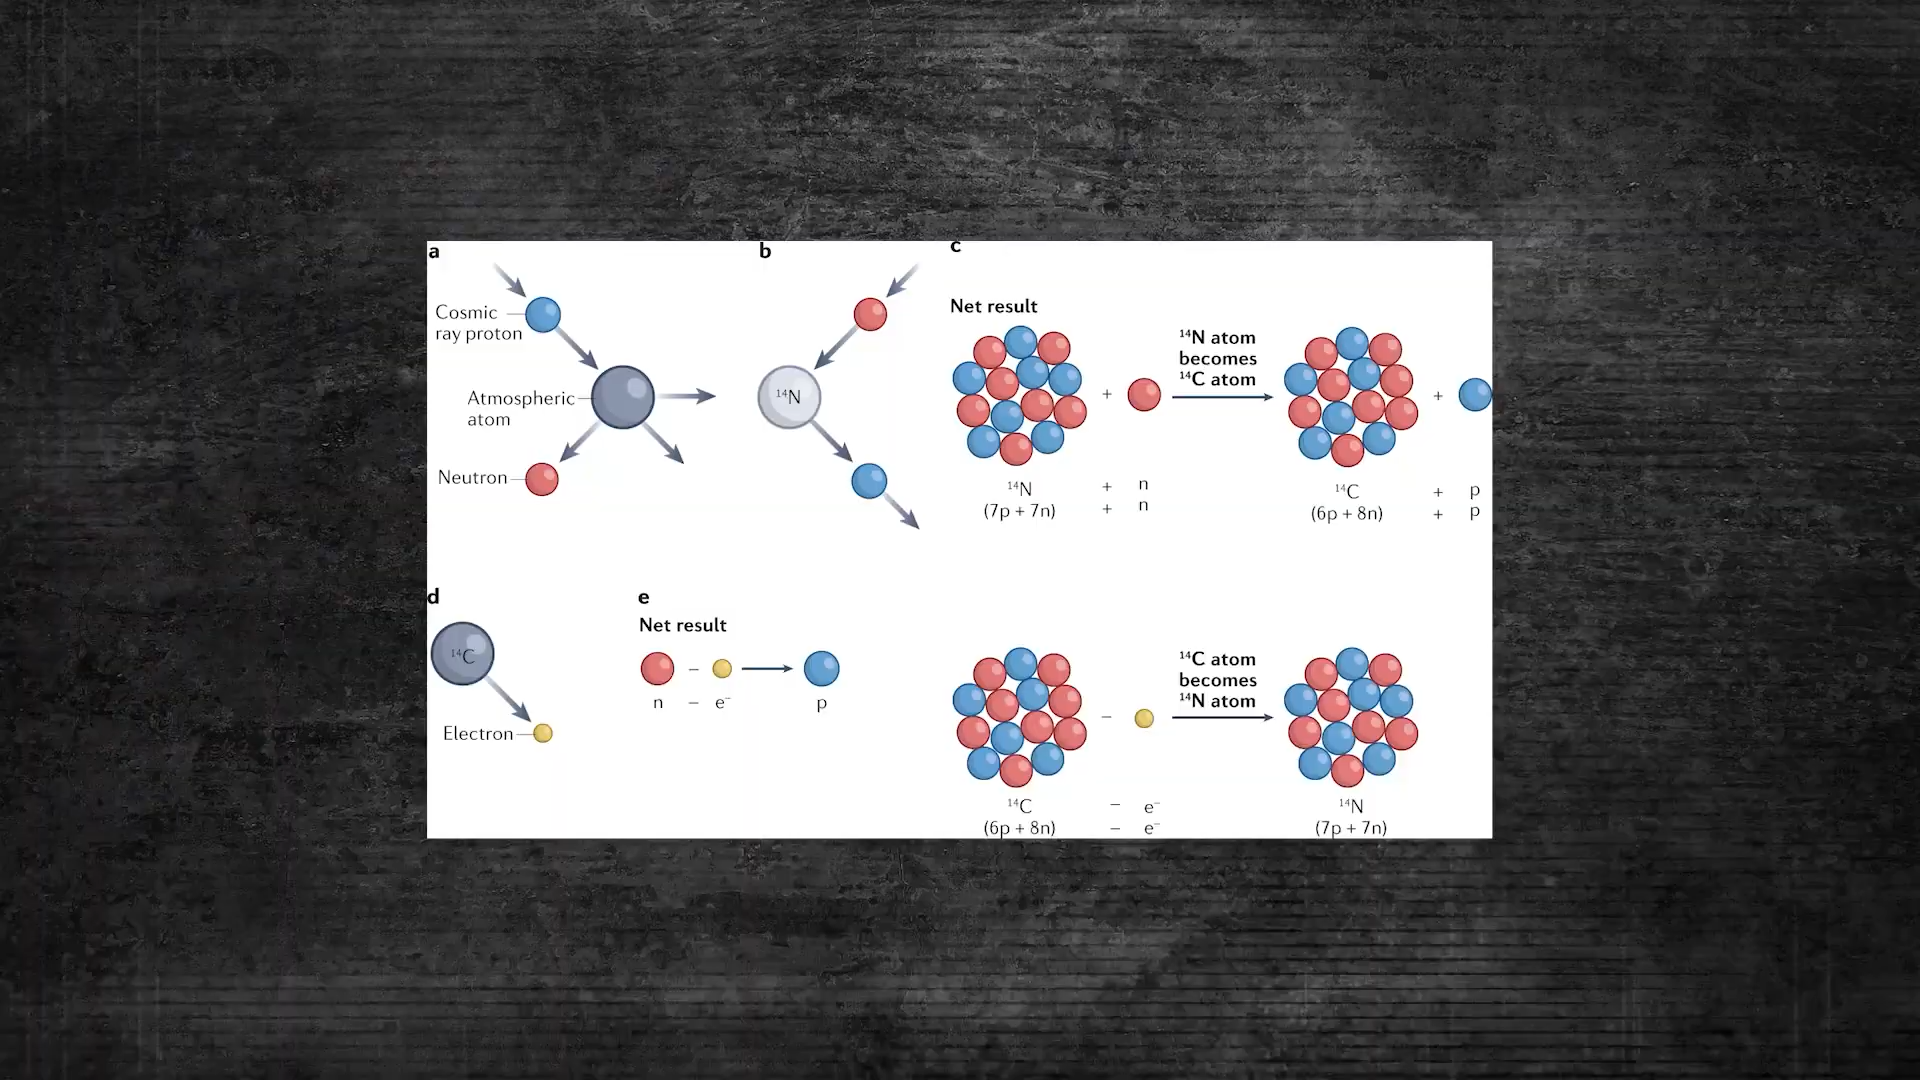 a
Cosmic
ray proton
Atmospheric
atom
Neutron
b
¹⁴N
c
Net result
¹⁴N atom
becomes
¹⁴C atom
+
+
¹⁴N + n
(7p + 7n) + n
¹⁴C + p
(6p + 8n) + p
d
¹⁴C
Electron
e
Net result
–
n – e⁻ p
¹⁴C atom
becomes
¹⁴N atom
–
¹⁴C – e⁻
(6p + 8n) – e⁻
¹⁴N
(7p + 7n)